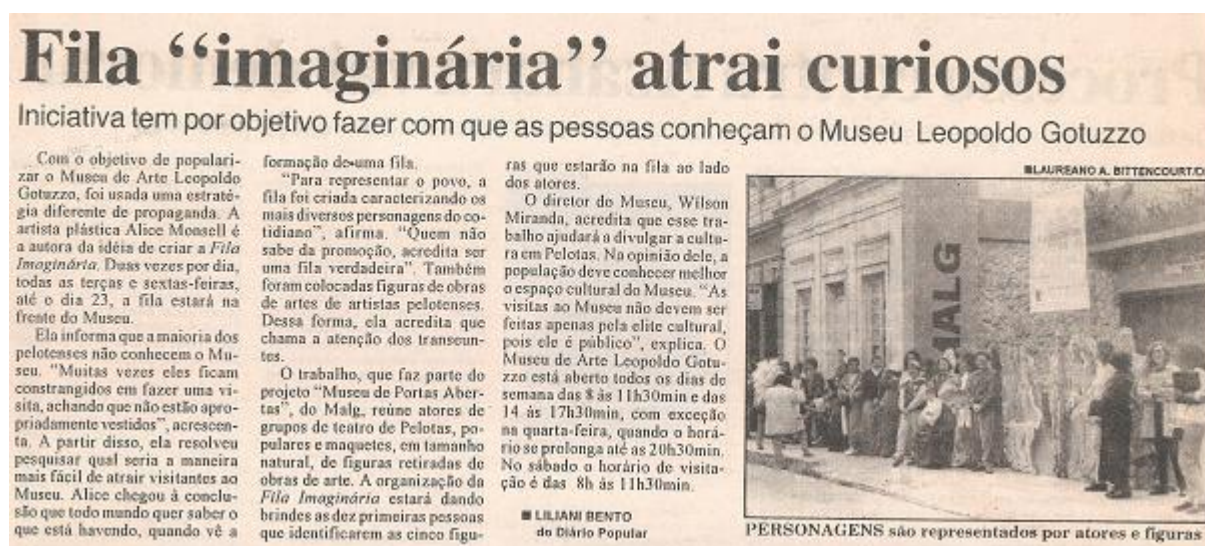 Fila “imaginária” atrai curiosos
Iniciativa tem por objetivo fazer com que as pessoas conheçam o Museu Leopoldo Gotuzzo
Com o objetivo de populari-
zar o Museu de Arte Leopoldo
Gotuzzo, foi usada uma estraté-
gia diferente de propaganda. A
artista plástica Alice Monsell é
a autora da idéia de criar a Fila
Imaginária. Duas vezes por dia,
todas as terças e sextas-feiras,
até o dia 23, a fila estará na
frente do Museu.
Ela informa que a maioria dos
pelotenses não conhecem o Mu-
seu. “Muitas vezes eles ficam
constrangidos em fazer uma vi-
sita, achando que não estão apro-
priadamente vestidos”, acrescen-
ta. A partir disso, ela resolveu
pesquisar qual seria a maneira
mais fácil de atrair visitantes ao
Museu. Alice chegou à conclu-
são que todo mundo quer saber o
que está havendo, quando vê a
formação de uma fila.
“Para representar o povo, a
fila foi criada caracterizando os
mais diversos personagens do co-
tidiano”, afirma. “Quem não
sabe da promoção, acredita ser
uma fila verdadeira”. Também
foram colocadas figuras de obras
de artes de artistas pelotenses.
Dessa forma, ela acredita que
chama a atenção dos transeun-
tes.
O trabalho, que faz parte do
projeto “Museu de Portas Aber-
tas”, do Malg, reúne atores de
grupos de teatro de Pelotas, po-
pulares e maquetes, em tamanho
natural, de figuras retiradas de
obras de arte. A organização da
Fila Imaginária estará dando
brindes as dez primeiras pessoas
que identificarem as cinco figu-
ras que estarão na fila ao lado
dos atores.
O diretor do Museu, Wilson
Miranda, acredita que esse tra-
balho ajudará a divulgar a cultu-
ra em Pelotas. Na opinião dele, a
população deve conhecer melhor
o espaço cultural do Museu. “As
visitas ao Museu não devem ser
feitas apenas pela elite cultural,
pois ele é público”, explica. O
Museu de Arte Leopoldo Gotu-
zzo está aberto todos os dias de
semana das 8 às 11h30min e das
14 às 17h30min, com exceção
na quarta-feira, quando o horá-
rio se prolonga até as 20h30min.
No sábado o horário de visita-
ção é das 8h às 11h30min.
LILIANI BENTO
do Diário Popular
LAUREANO A. BITTENCOURT/D
MALG
PERSONAGENS são representados por atores e figuras